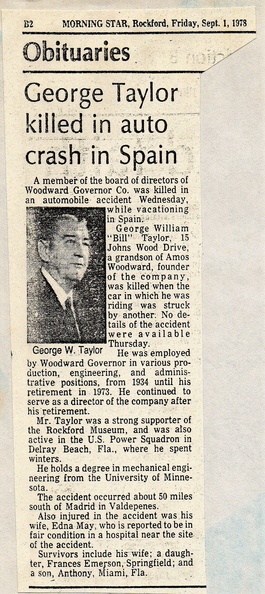 B2 MORNING STAR, Rockford, Friday, Sept. 1, 1978
Obituaries
George Taylor
killed in auto
crash in Spain
A member of the board of directors of
Woodward Governor Co. was killed in
an automobile accident Wednesday,
while vacationing
in Spain.
George William
"Bill" Taylor, 15
Johns Wood Drive,
a grandson of Amos
Woodward, founder
of the company,
was killed when the
car in which he was
riding was struck
by another. No de-
tails of the accident
were available
Thursday.
George W. Taylor
He was employed
by Woodward Governor in various pro-
duction, engineering, and adminis-
trative positions, from 1934 until his
retirement in 1973. He continued to
serve as a director of the company after
his retirement.
Mr. Taylor was a strong supporter of
the Rockford Museum, and was also
active in the U.S. Power Squadron in
Delray Beach, Fla., where he spent
winters.
He holds a degree in mechanical engi-
neering from the University of Minne-
sota.
The accident occurred about 50 miles
south of Madrid in Valdepenes.
Also injured in the accident was his
wife, Edna May, who is reported to be in
fair condition in a hospital near the site
of the accident.
Survivors include his wife; a daugh-
ter, Frances Emerson, Springfield; and
a son, Anthony, Miami, Fla.